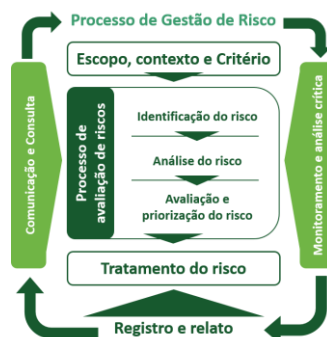 Processo de Gestão de Risco
Escopo, contexto e Critério
Comunicação e Consulta
Processo de
avaliação de riscos
Identificação do risco
Análise do risco
Avaliação e
priorização do risco
Monitoramento e análise crítica
Tratamento do risco
Registro e relato